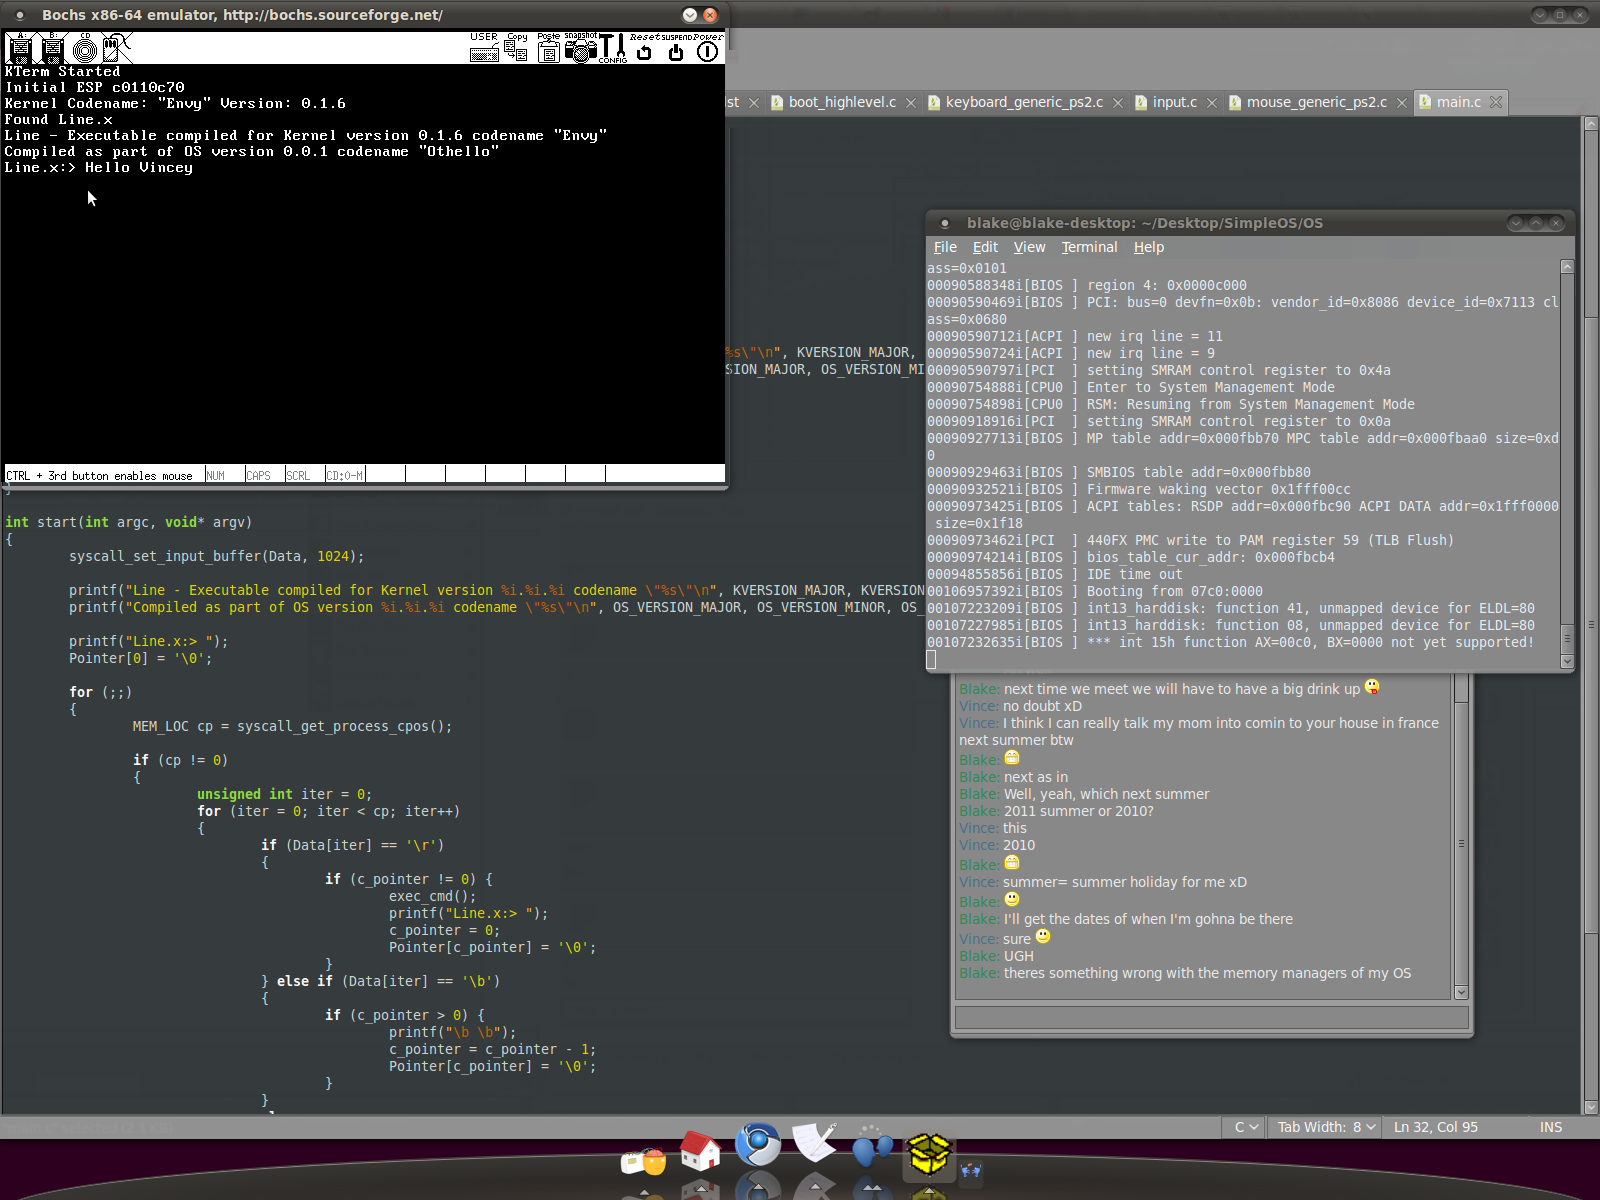 Bochs x86-64 emulator, http://bochs.sourceforge.net/
A: B: CD USER Copy Paste snapshot CONFIG Reset SUSPEND Power
KTerm Started
Initial ESP c0110c70
Kernel Codename: "Envy" Version: 0.1.6
Found Line.x
Line - Executable compiled for Kernel version 0.1.6 codename "Envy"
Compiled as part of OS version 0.0.1 codename "Othello"
Line.x:> Hello Vincey
CTRL + 3rd button enables mouse NUM CAPS SCRL CD:0-M
lst boot_highlevel.c keyboard_generic_ps2.c input.c mouse_generic_ps2.c main.c
%s\"\n", KVERSION_MAJOR,
SION_MAJOR, OS_VERSION_MI
}
int start(int argc, void* argv)
{
syscall_set_input_buffer(Data, 1024);
printf("Line - Executable compiled for Kernel version %i.%i.%i codename \"%s\"\n", KVERSION_MAJOR, KVERSION
printf("Compiled as part of OS version %i.%i.%i codename \"%s\"\n", OS_VERSION_MAJOR, OS_VERSION_MINOR, OS_
printf("Line.x:> ");
Pointer[0] = '\0';
for (;;)
{
MEM_LOC cp = syscall_get_process_cpos();
if (cp != 0)
{
unsigned int iter = 0;
for (iter = 0; iter < cp; iter++)
{
if (Data[iter] == '\r')
{
if (c_pointer != 0) {
exec_cmd();
printf("Line.x:> ");
c_pointer = 0;
Pointer[c_pointer] = '\0';
}
} else if (Data[iter] == '\b')
{
if (c_pointer > 0) {
printf("\b \b");
c_pointer = c_pointer - 1;
Pointer[c_pointer] = '\0';
}
}
blake@blake-desktop: ~/Desktop/SimpleOS/OS
File Edit View Terminal Help
ass=0x0101
00090588348i[BIOS ] region 4: 0x0000c000
00090590469i[BIOS ] PCI: bus=0 devfn=0x0b: vendor_id=0x8086 device_id=0x7113 cl
ass=0x0680
00090590712i[ACPI ] new irq line = 11
00090590724i[ACPI ] new irq line = 9
00090590797i[PCI  ] setting SMRAM control register to 0x4a
00090754888i[CPU0 ] Enter to System Management Mode
00090754898i[CPU0 ] RSM: Resuming from System Management Mode
00090918916i[PCI  ] setting SMRAM control register to 0x0a
00090927713i[BIOS ] MP table addr=0x000fbb70 MPC table addr=0x000fbaa0 size=0xd
0
00090929463i[BIOS ] SMBIOS table addr=0x000fbb80
00090932521i[BIOS ] Firmware waking vector 0x1fff00cc
00090973425i[BIOS ] ACPI tables: RSDP addr=0x000fbc90 ACPI DATA addr=0x1fff0000
size=0x1f18
00090973462i[PCI  ] 440FX PMC write to PAM register 59 (TLB Flush)
00090974214i[BIOS ] bios_table_cur_addr: 0x000fbcb4
00094855856i[BIOS ] IDE time out
00106957392i[BIOS ] Booting from 07c0:0000
00107223209i[BIOS ] int13_harddisk: function 41, unmapped device for ELDL=80
00107227985i[BIOS ] int13_harddisk: function 08, unmapped device for ELDL=80
00107232635i[BIOS ] *** int 15h function AX=00c0, BX=0000 not yet supported!
Blake: next time we meet we will have to have a big drink up
Vince: no doubt xD
Vince: I think I can really talk my mom into comin to your house in france
next summer btw
Blake:
Blake: next as in
Blake: Well, yeah, which next summer
Blake: 2011 summer or 2010?
Vince: this
Vince: 2010
Blake:
Vince: summer= summer holiday for me xD
Blake:
Blake: I'll get the dates of when I'm gohna be there
Vince: sure
Blake: UGH
Blake: theres something wrong with the memory managers of my OS
C Tab Width: 8 Ln 32, Col 95 INS